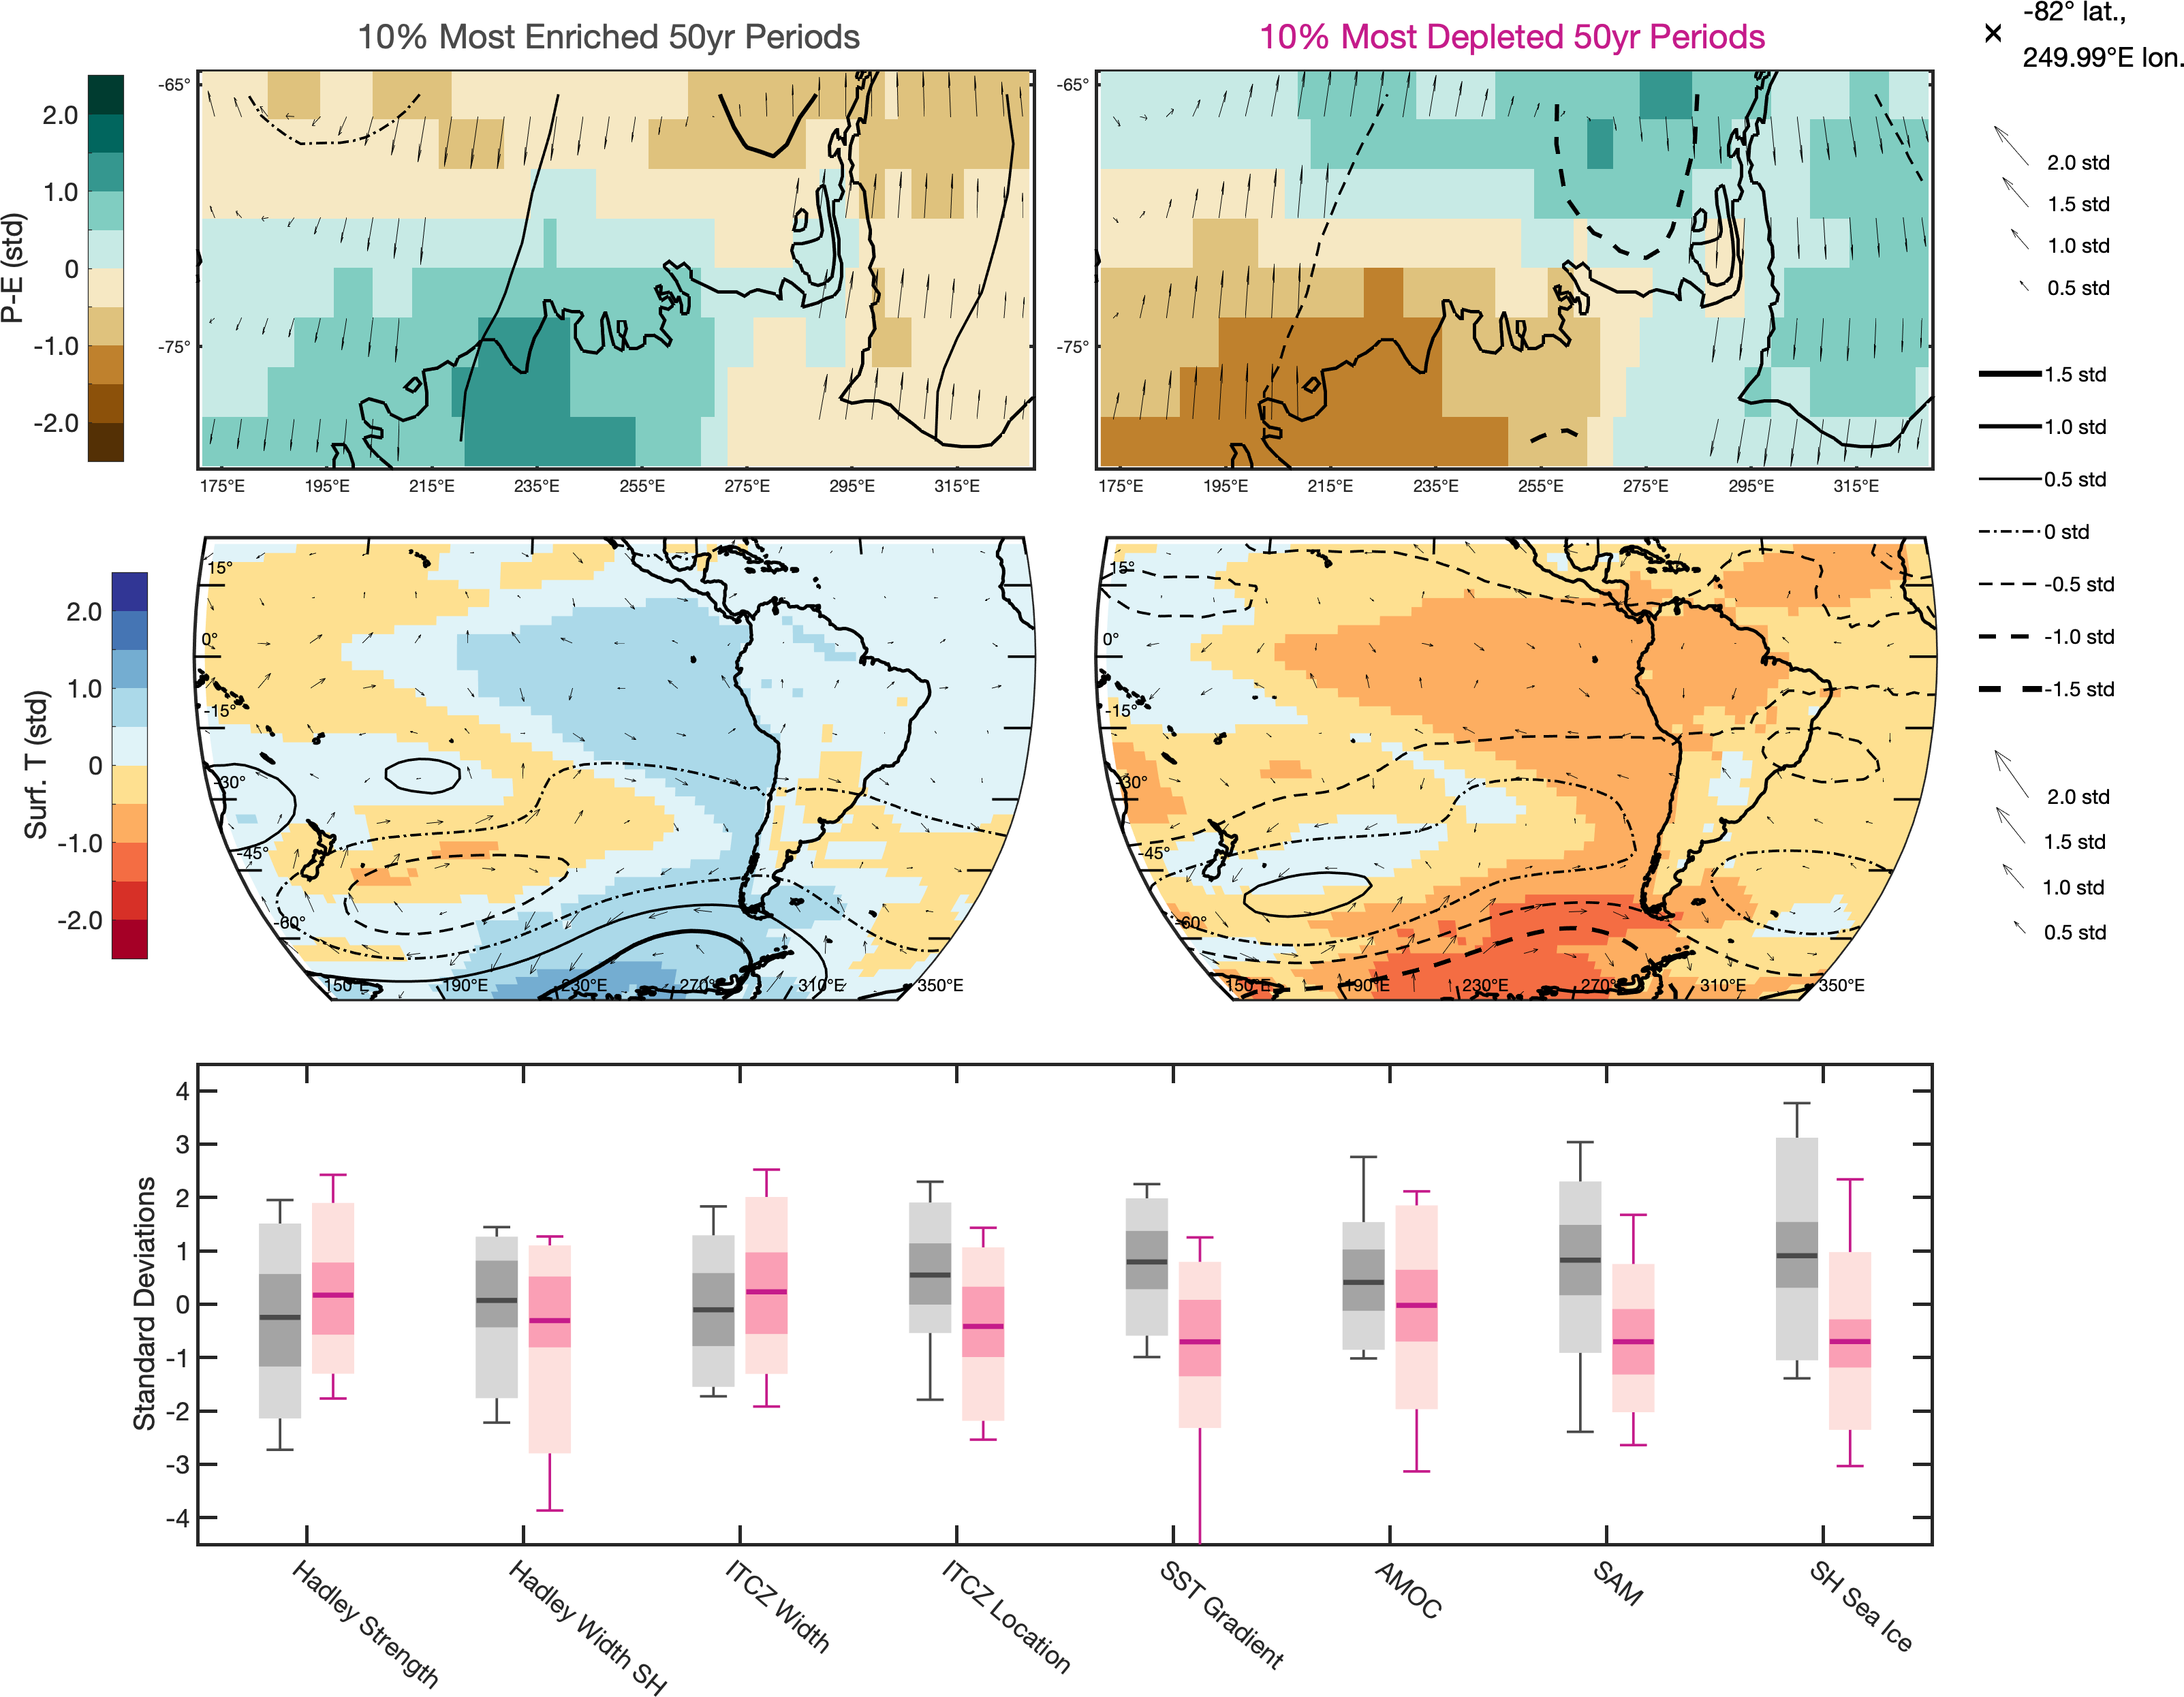 10% Most Enriched 50yr Periods
10% Most Depleted 50yr Periods
× -82° lat.,
249.99°E lon.
P-E (std)
2.0
1.0
0
-1.0
-2.0
-65°
-75°
175°E 195°E 215°E 235°E 255°E 275°E 295°E 315°E
-65°
-75°
175°E 195°E 215°E 235°E 255°E 275°E 295°E 315°E
2.0 std
1.5 std
1.0 std
0.5 std
1.5 std
1.0 std
0.5 std
0 std
-0.5 std
-1.0 std
-1.5 std
2.0 std
1.5 std
1.0 std
0.5 std
Surf. T (std)
2.0
1.0
0
-1.0
-2.0
15°
0°
-15°
-30°
-45°
-60°
150°E 190°E 230°E 270°E 310°E 350°E
15°
0°
-15°
-30°
-45°
-60°
150°E 190°E 230°E 270°E 310°E 350°E
Standard Deviations
4
3
2
1
0
-1
-2
-3
-4
Hadley Strength
Hadley Width SH
ITCZ Width
ITCZ Location
SST Gradient
AMOC
SAM
SH Sea Ice